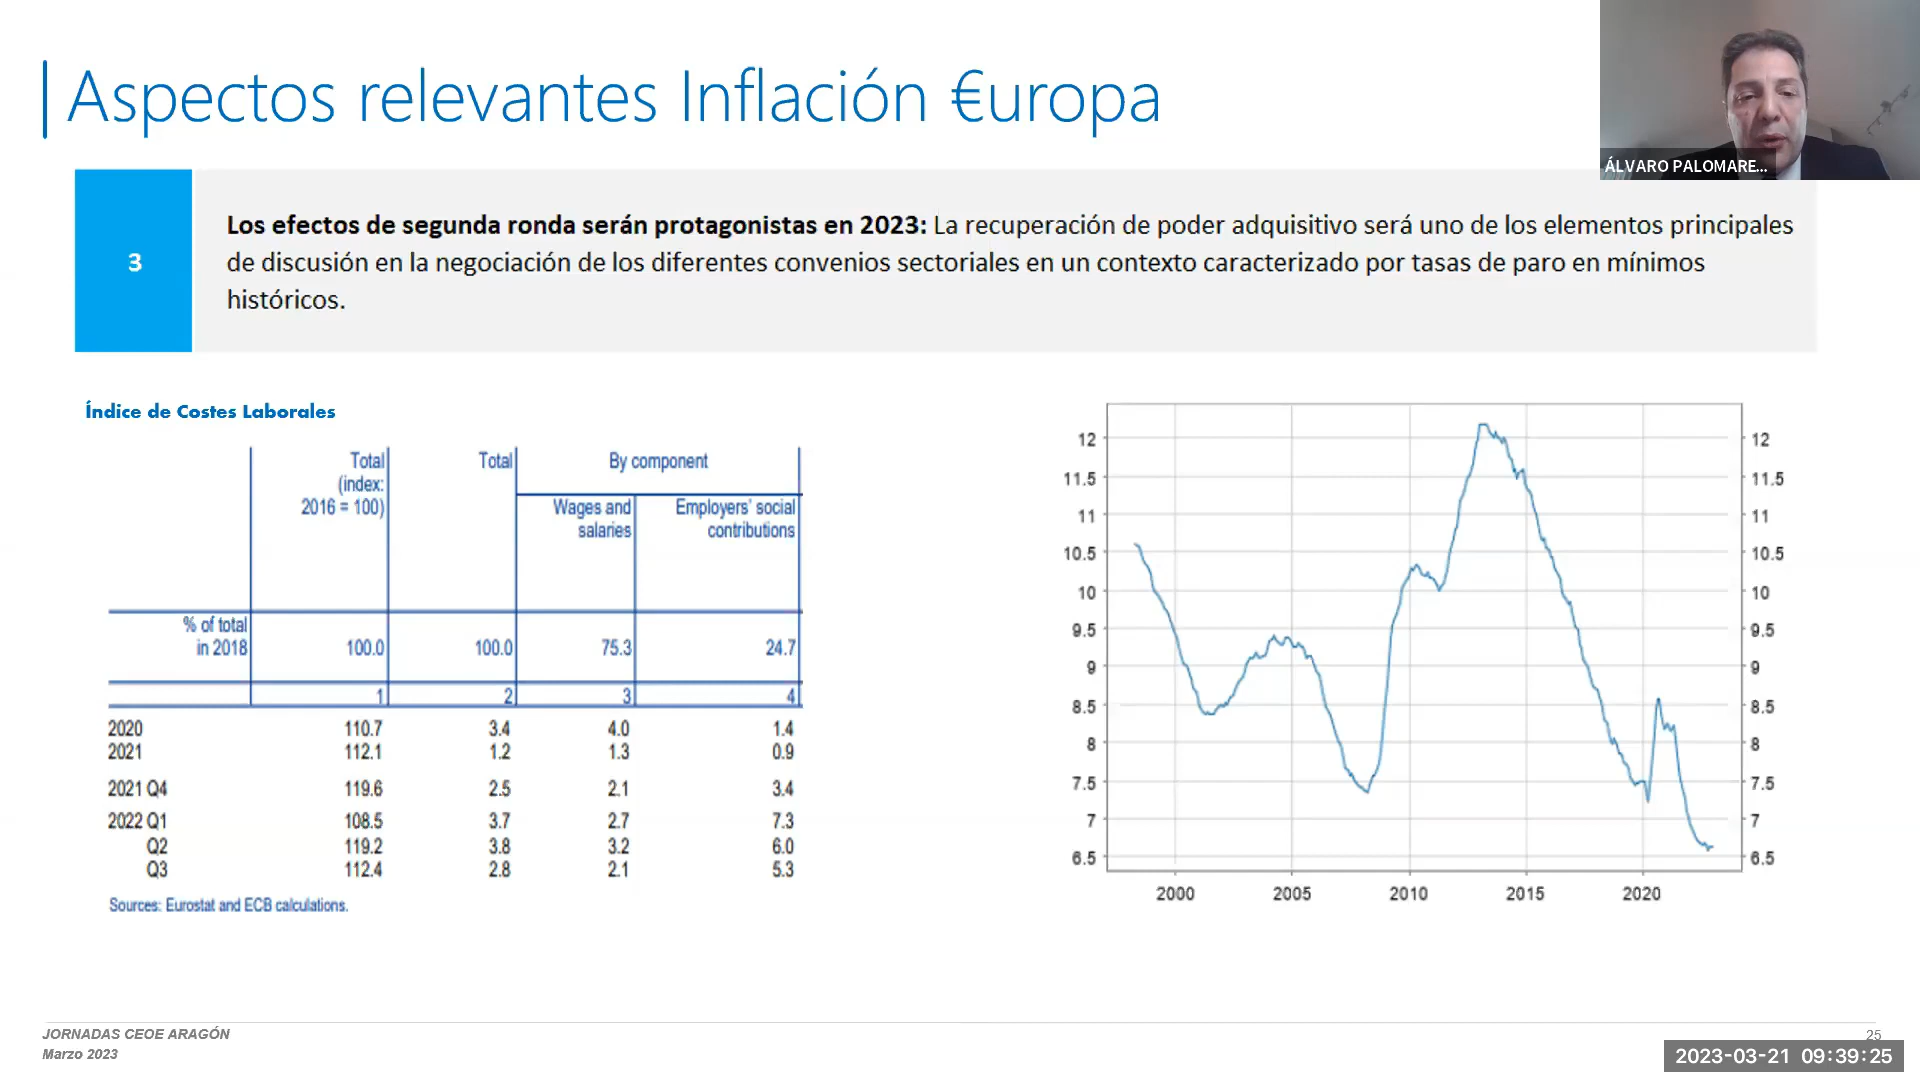 Aspectos relevantes Inflación €uropa
ÁLVARO PALOMARE...
3
Los efectos de segunda ronda serán protagonistas en 2023: La recuperación de poder adquisitivo será uno de los elementos principales
de discusión en la negociación de los diferentes convenios sectoriales en un contexto caracterizado por tasas de paro en mínimos
históricos.
Índice de Costes Laborales
Total Total By component
(index:
2016 = 100) Wages and Employers' social
salaries contributions
% of total
in 2018 100.0 100.0 75.3 24.7
1 2 3 4
2020 110.7 3.4 4.0 1.4
2021 112.1 1.2 1.3 0.9
2021 Q4 119.6 2.5 2.1 3.4
2022 Q1 108.5 3.7 2.7 7.3
Q2 119.2 3.8 3.2 6.0
Q3 112.4 2.8 2.1 5.3
Sources: Eurostat and ECB calculations.
12 12
11.5 11.5
11 11
10.5 10.5
10 10
9.5 9.5
9 9
8.5 8.5
8 8
7.5 7.5
7 7
6.5 6.5
2000 2005 2010 2015 2020
JORNADAS CEOE ARAGÓN
Marzo 2023
25
2023-03-21 09:39:25